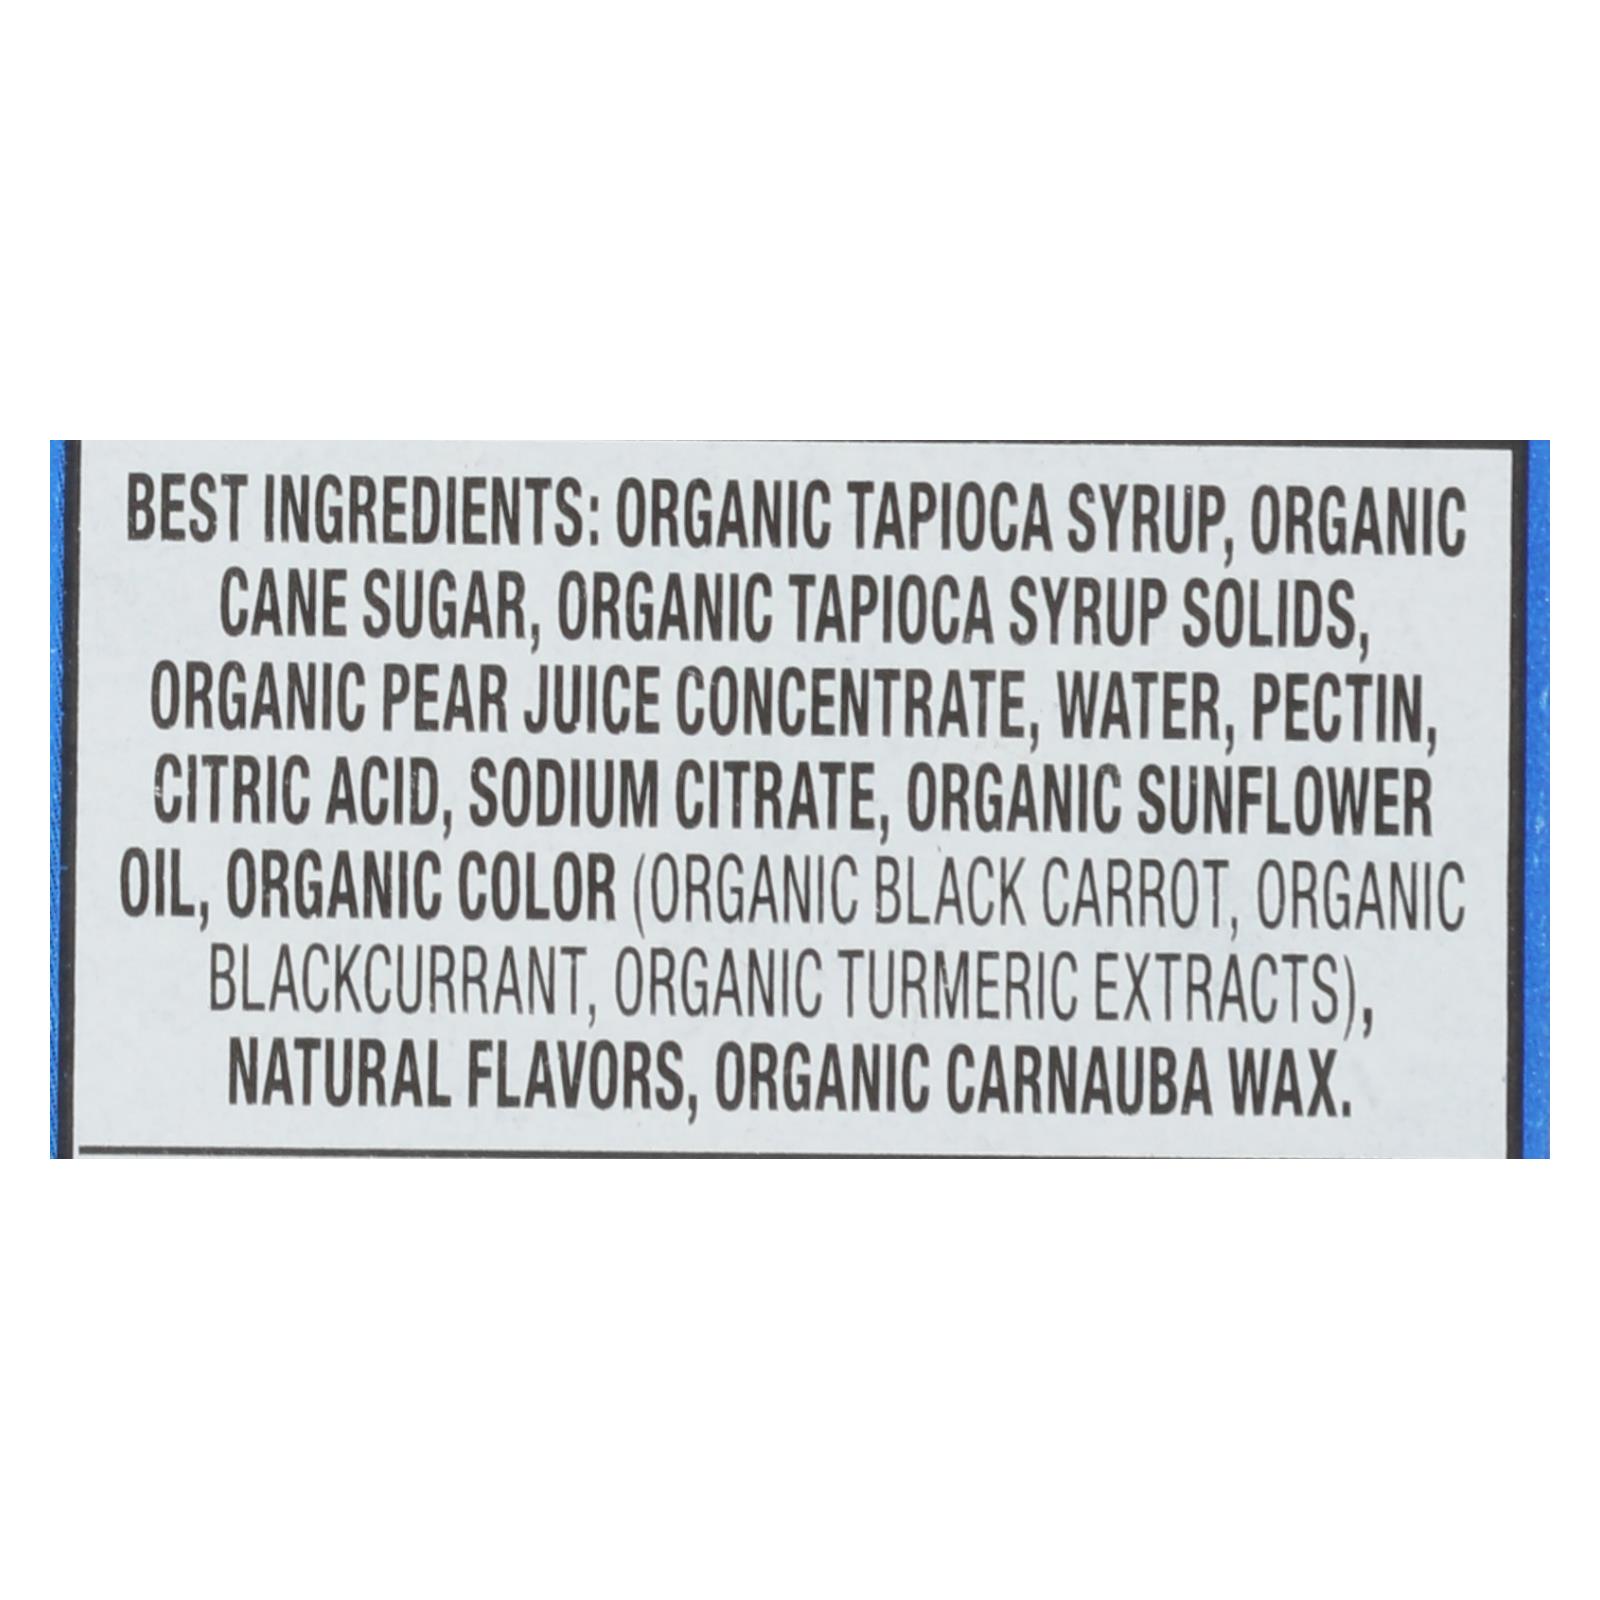 BEST INGREDIENTS: ORGANIC TAPIOCA SYRUP, ORGANIC
CANE SUGAR, ORGANIC TAPIOCA SYRUP SOLIDS,
ORGANIC PEAR JUICE CONCENTRATE, WATER, PECTIN,
CITRIC ACID, SODIUM CITRATE, ORGANIC SUNFLOWER
OIL, ORGANIC COLOR (ORGANIC BLACK CARROT, ORGANIC
BLACKCURRANT, ORGANIC TURMERIC EXTRACTS),
NATURAL FLAVORS, ORGANIC CARNAUBA WAX.